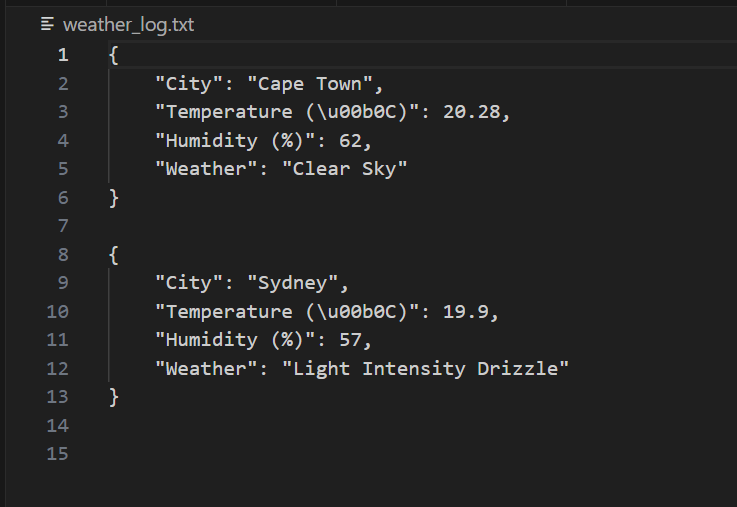 weather_log.txt
1 {
2     "City": "Cape Town",
3     "Temperature (\u00b0C)": 20.28,
4     "Humidity (%)": 62,
5     "Weather": "Clear Sky"
6 }
7
8 {
9     "City": "Sydney",
10     "Temperature (\u00b0C)": 19.9,
11     "Humidity (%)": 57,
12     "Weather": "Light Intensity Drizzle"
13 }
14
15